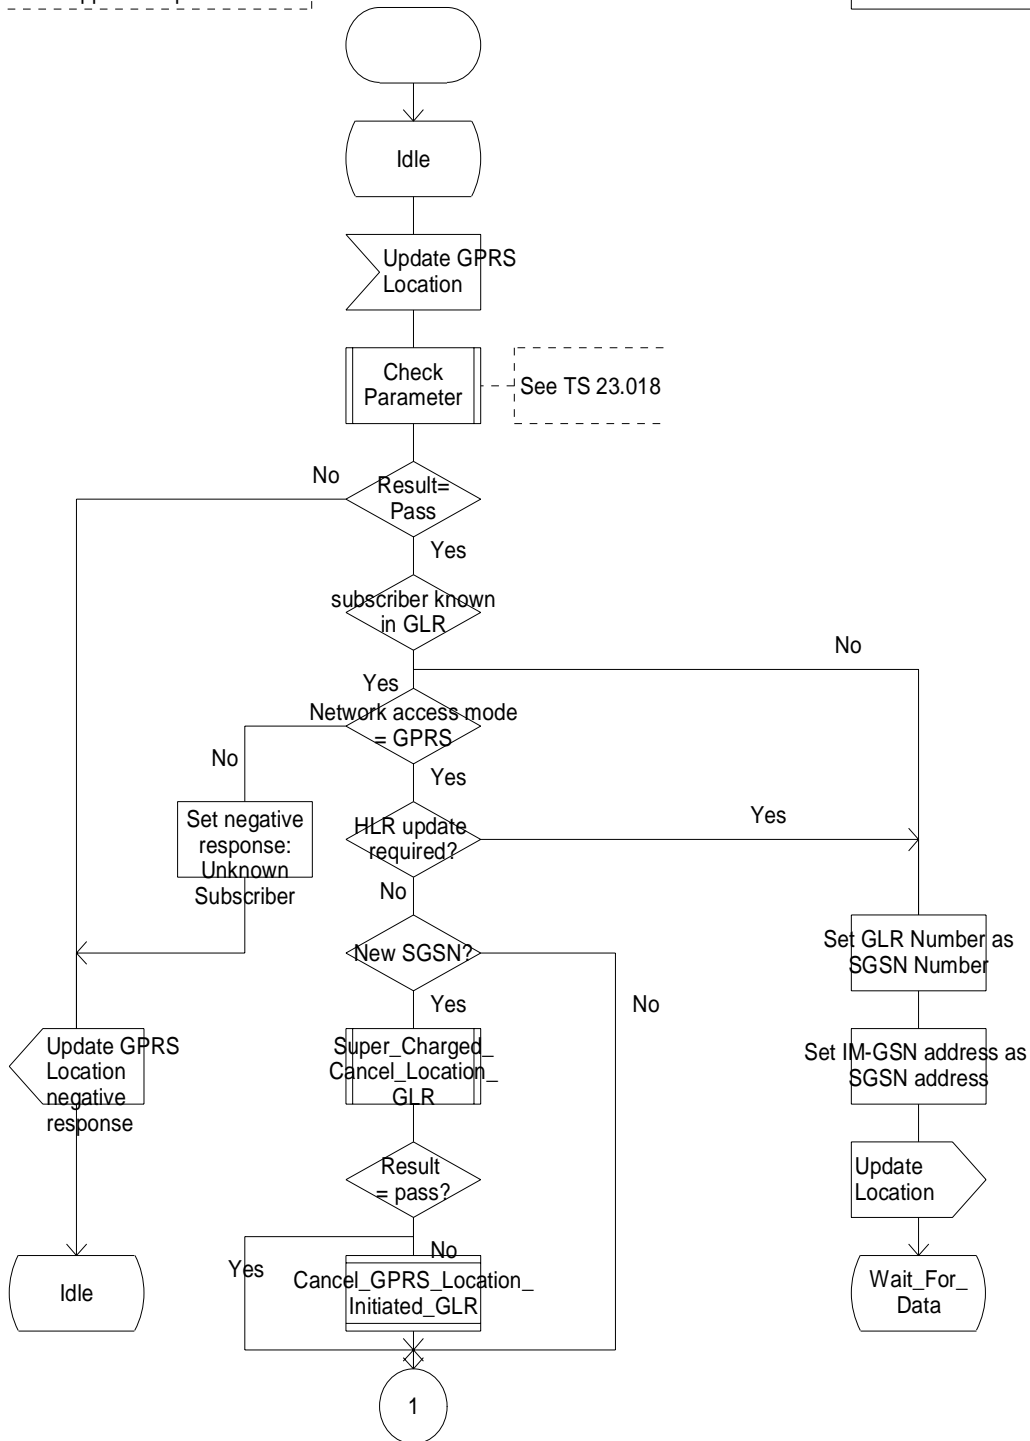 Idle
Update GPRS
Location
Check
Parameter
See TS 23.018
No
Result=
Pass
Yes
subscriber known
in GLR
No
Yes
Network access mode
= GPRS
No
Yes
Set negative
response:
Unknown
Subscriber
HLR update
required?
Yes
No
New SGSN?
Set GLR Number as
SGSN Number
Yes
No
Update GPRS
Location
negative
response
Super_Charged_
Cancel_Location_
GLR
Set IM-GSN address as
SGSN address
Result
= pass?
Update
Location
Yes
No
Idle
Cancel_GPRS_Location_
Initiated_GLR
Wait_For_
Data
1